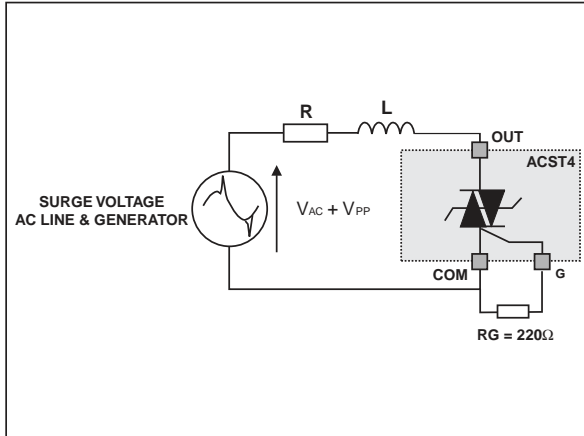 R
L
OUT
ACST4
SURGE VOLTAGE
AC LINE & GENERATOR
VAC + VPP
COM
G
RG = 220Ω